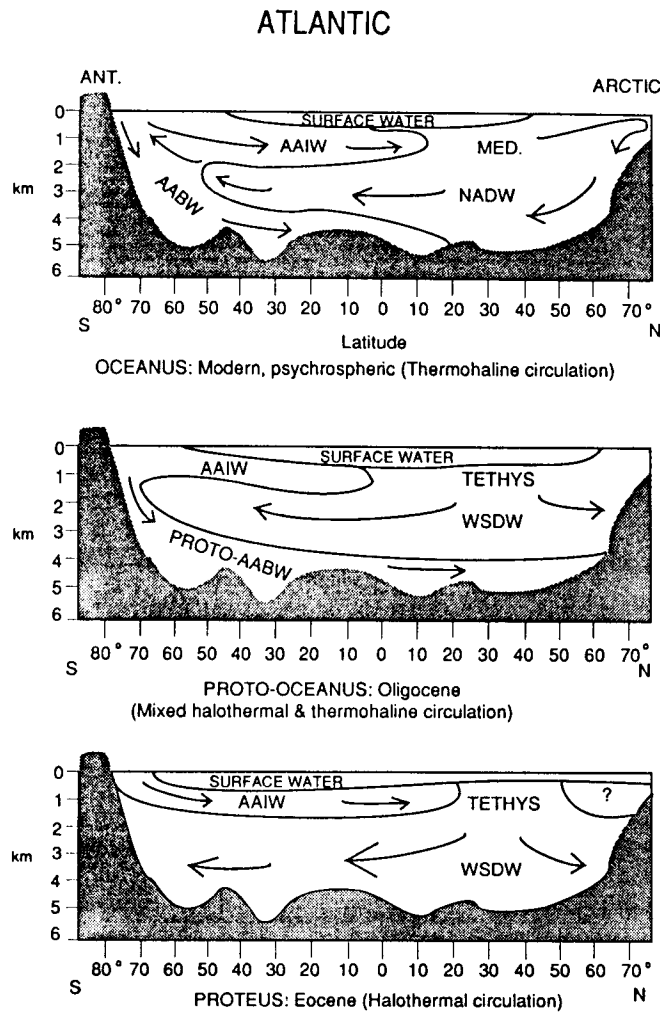 ATLANTIC
ANT.
ARCTIC
0
1
2
km 3
4
5
6
SURFACE WATER
AAIW
MED.
AABW
NADW
80° 70 60 50 40 30 20 10 0 10 20 30 40 50 60 70°
S
N
Latitude
OCEANUS: Modern, psychrospheric (Thermohaline circulation)
0
1
2
km
3
4
5
6
SURFACE WATER
AAIW
TETHYS
WSDW
PROTO-AABW
80° 70 60 50 40 30 20 10 0 10 20 30 40 50 60 70°
S
N
PROTO-OCEANUS: Oligocene
(Mixed halothermal & thermohaline circulation)
0
1
2
km
3
4
5
6
SURFACE WATER
AAIW
TETHYS
?
WSDW
80° 70 60 50 40 30 20 10 0 10 20 30 40 50 60 70°
S
N
PROTEUS: Eocene (Halothermal circulation)